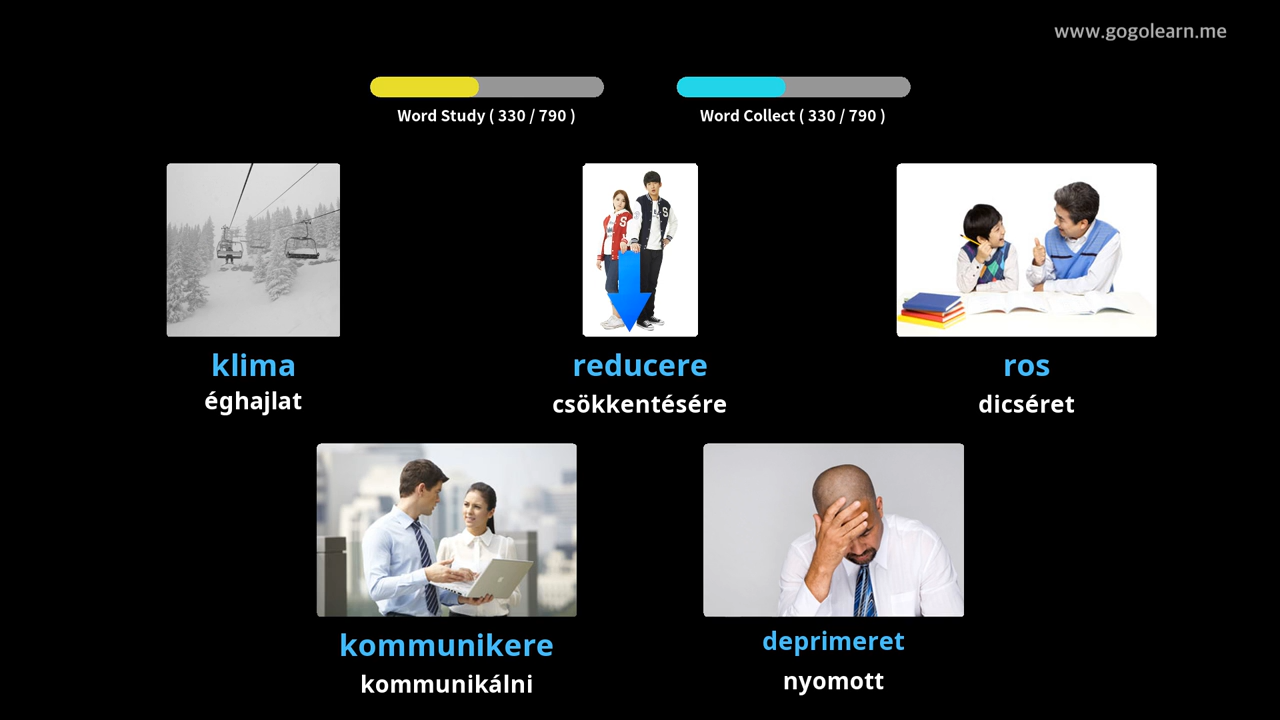 www.gogolearn.me
Word Study ( 330 / 790 )
Word Collect ( 330 / 790 )
klima
éghajlat
reducere
csökkentésére
ros
dicséret
kommunikere
kommunikálni
deprimeret
nyomott